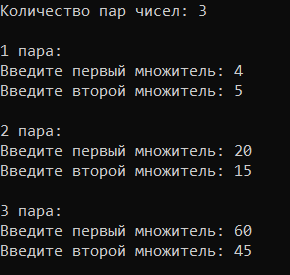 Количество пар чисел: 3
1 пара:
Введите первый множитель: 4
Введите второй множитель: 5
2 пара:
Введите первый множитель: 20
Введите второй множитель: 15
3 пара:
Введите первый множитель: 60
Введите второй множитель: 45